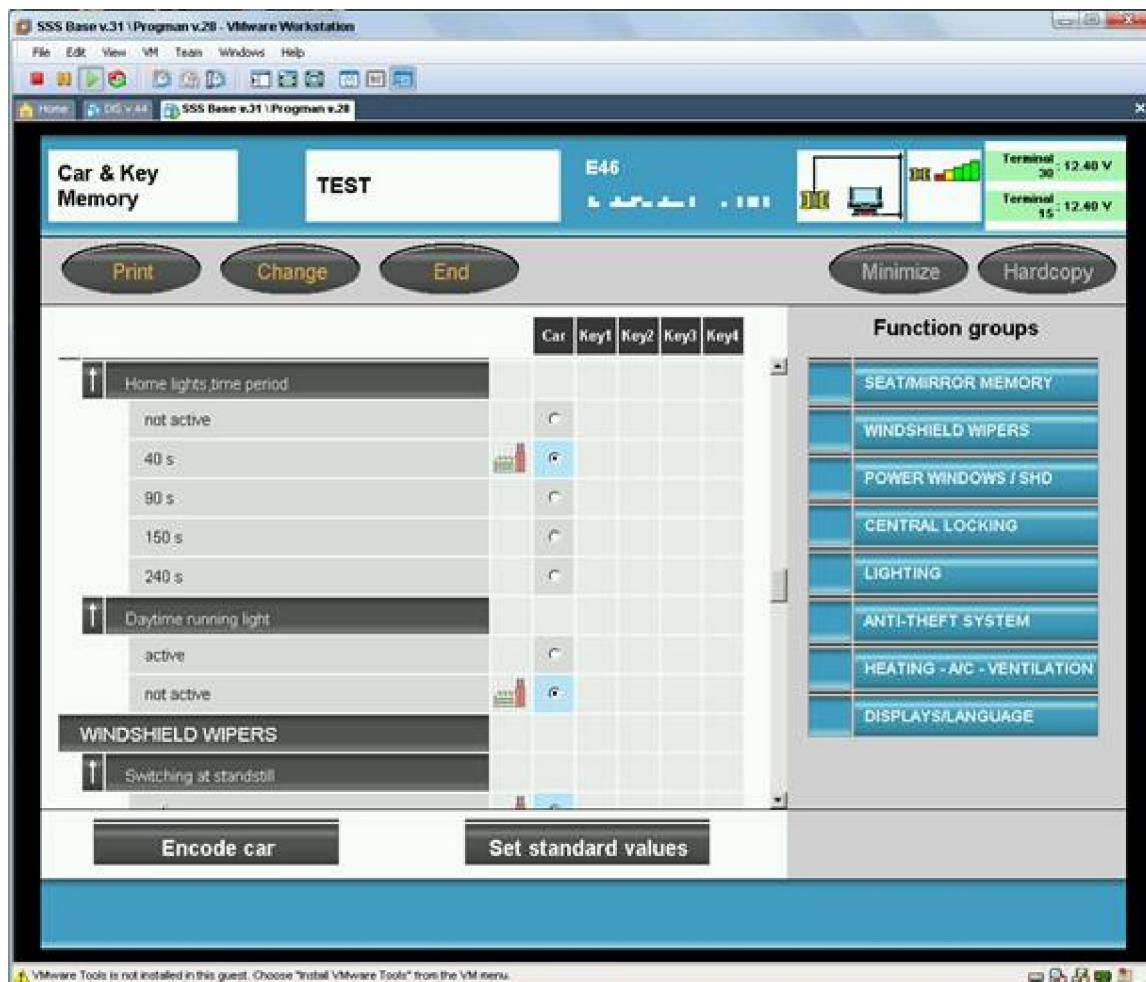 SSS Base v.31 \ Progman v.28 - VMware Workstation
File Edit View VM Team Windows Help
Home DIS v.44 SSS Base v.31 \ Progman v.28
Car & Key
Memory
TEST
E46
Terminal
30 : 12.40 V
Terminal
15 : 12.40 V
Print Change End Minimize Hardcopy
Car Key1 Key2 Key3 Key4
Function groups
Home lights,time period
not active
40 s
90 s
150 s
240 s
Daytime running light
active
not active
WINDSHIELD WIPERS
Switching at standstill
SEAT/MIRROR MEMORY
WINDSHIELD WIPERS
POWER WINDOWS / SHD
CENTRAL LOCKING
LIGHTING
ANTI-THEFT SYSTEM
HEATING - A/C - VENTILATION
DISPLAYS/LANGUAGE
Encode car Set standard values
VMware Tools is not installed in this guest. Choose "Install VMware Tools" from the VM menu.